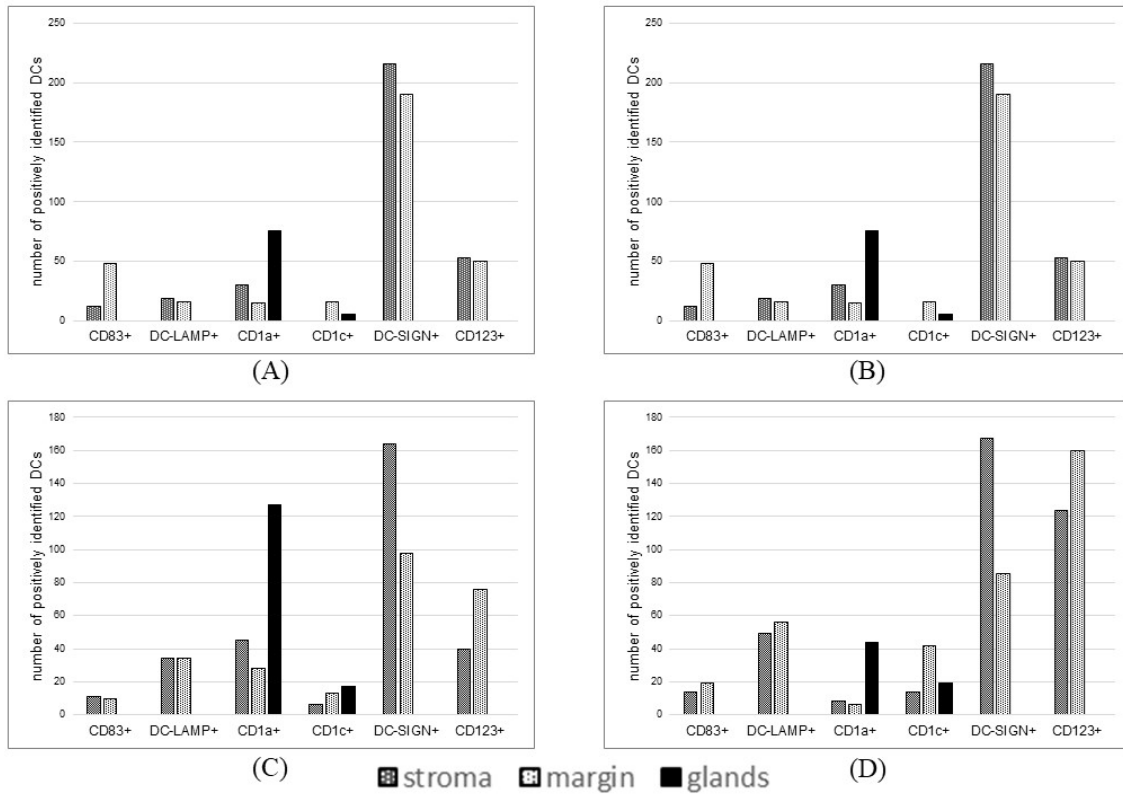 250
200
150
100
50
0
number of positively identified DCs
CD83+ DC-LAMP+ CD1a+ CD1c+ DC-SIGN+ CD123+
(A)
250
200
150
100
50
0
number of positively identified DCs
CD83+ DC-LAMP+ CD1a+ CD1c+ DC-SIGN+ CD123+
(B)
180
160
140
120
100
80
60
40
20
0
number of positively identified DCs
CD83+ DC-LAMP+ CD1a+ CD1c+ DC-SIGN+ CD123+
(C)
180
160
140
120
100
80
60
40
20
0
number of positively identified DCs
CD83+ DC-LAMP+ CD1a+ CD1c+ DC-SIGN+ CD123+
(D)
stroma margin glands